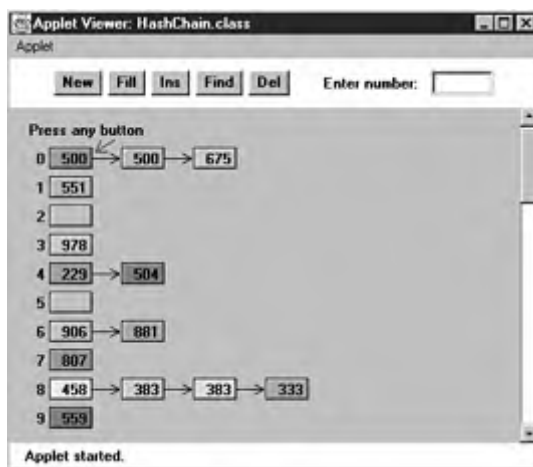 Applet Viewer: HashChain.class
Applet
New Fill Ins Find Del Enter number:
Press any button
0 500 500 675
1 551
2
3 978
4 229 504
5
6 906 881
7 807
8 458 383 383 333
9 559
Applet started.